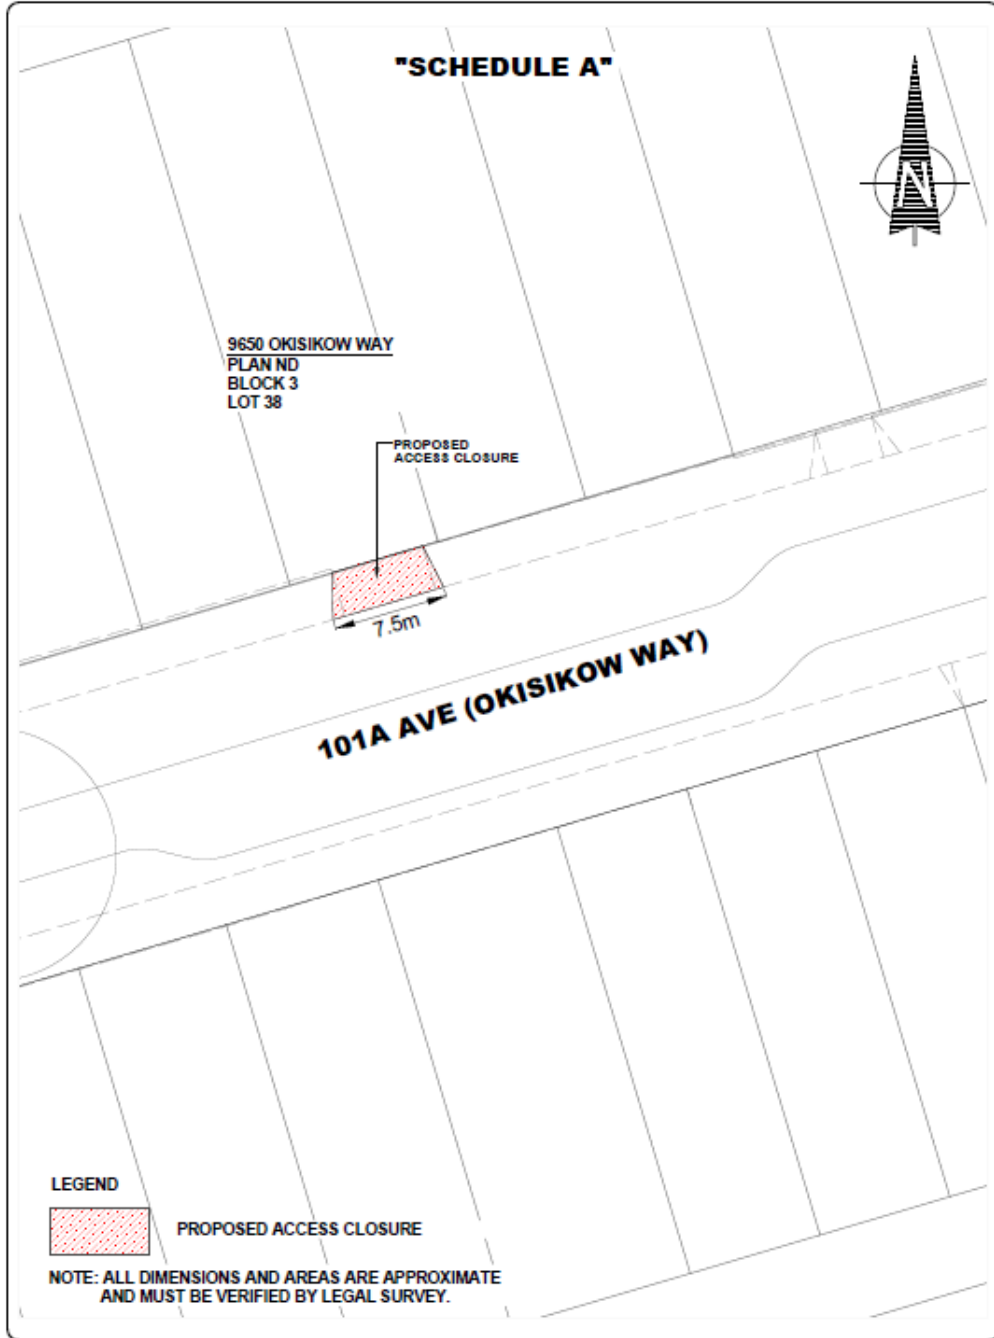 "SCHEDULE A"
N
9650 OKISIKOW WAY
PLAN ND
BLOCK 3
LOT 38
PROPOSED
ACCESS CLOSURE
7.5m
101A AVE (OKISIKOW WAY)
LEGEND
PROPOSED ACCESS CLOSURE
NOTE: ALL DIMENSIONS AND AREAS ARE APPROXIMATE
AND MUST BE VERIFIED BY LEGAL SURVEY.